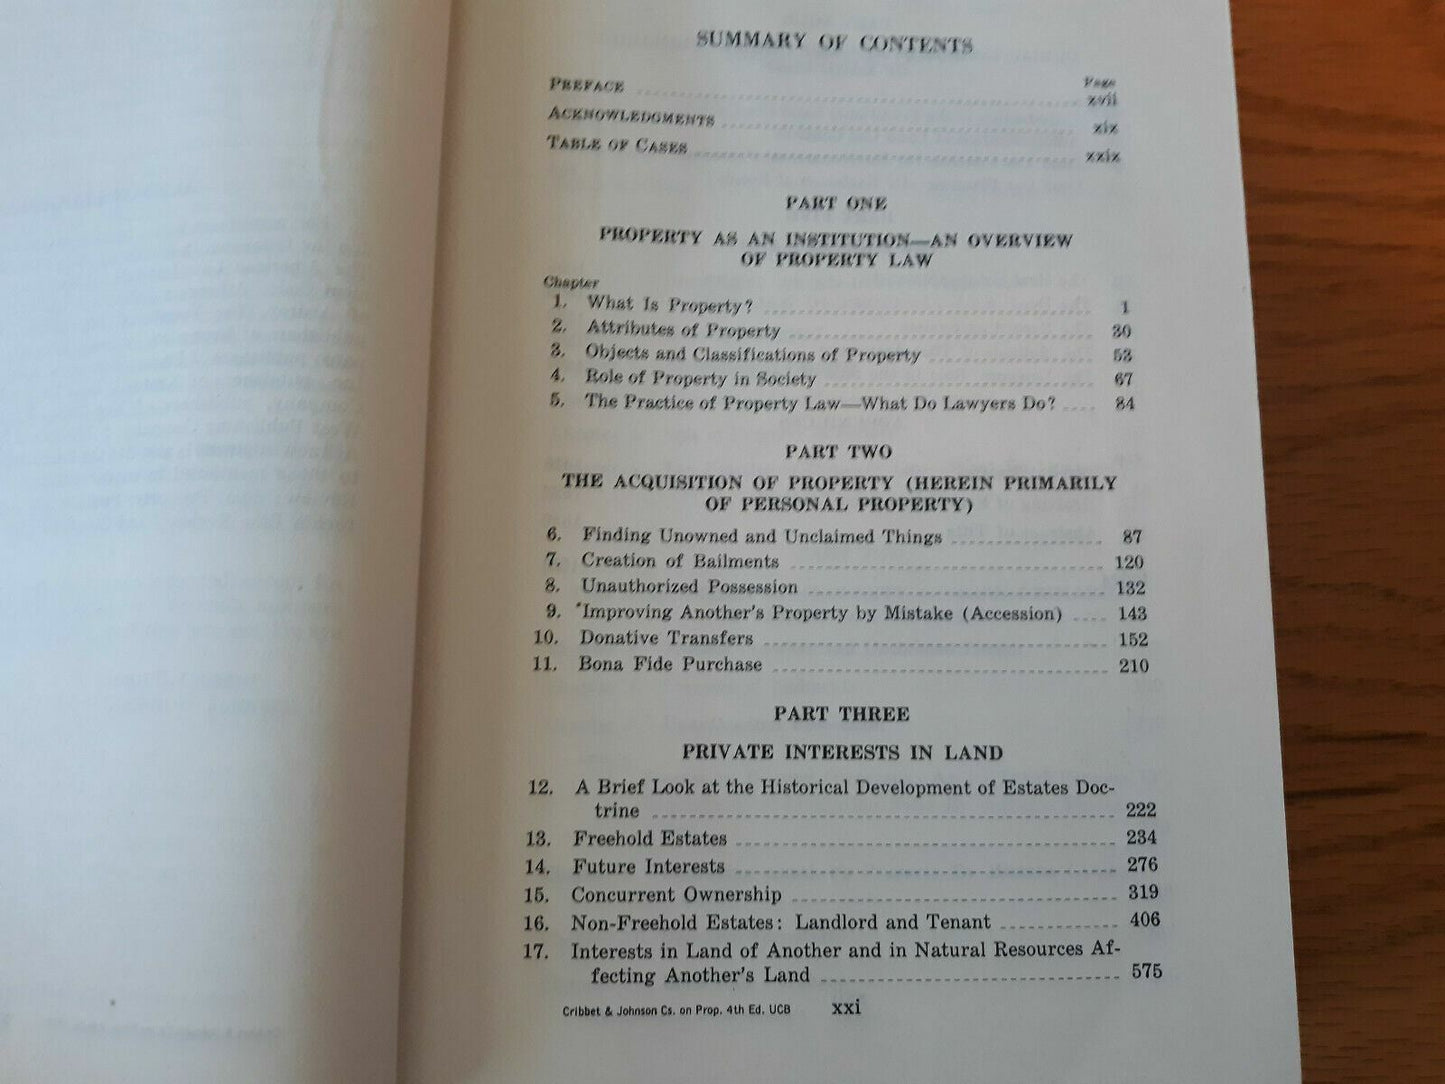 SUMMARY OF CONTENTS
Page
PREFACE xvii
ACKNOWLEDGMENTS xix
TABLE OF CASES xxix
PART ONE
PROPERTY AS AN INSTITUTION—AN OVERVIEW
OF PROPERTY LAW
Chapter
1. What Is Property? 1
2. Attributes of Property 30
3. Objects and Classifications of Property 53
4. Role of Property in Society 67
5. The Practice of Property Law—What Do Lawyers Do? 84
PART TWO
THE ACQUISITION OF PROPERTY (HEREIN PRIMARILY
OF PERSONAL PROPERTY)
6. Finding Unowned and Unclaimed Things 87
7. Creation of Bailments 120
8. Unauthorized Possession 132
9. Improving Another's Property by Mistake (Accession) 143
10. Donative Transfers 152
11. Bona Fide Purchase 210
PART THREE
PRIVATE INTERESTS IN LAND
12. A Brief Look at the Historical Development of Estates Doc-
trine 222
13. Freehold Estates 234
14. Future Interests 276
15. Concurrent Ownership 319
16. Non-Freehold Estates: Landlord and Tenant 406
17. Interests in Land of Another and in Natural Resources Af-
fecting Another's Land 575
Cribbet & Johnson Cs. on Prop. 4th Ed. UCB xxi